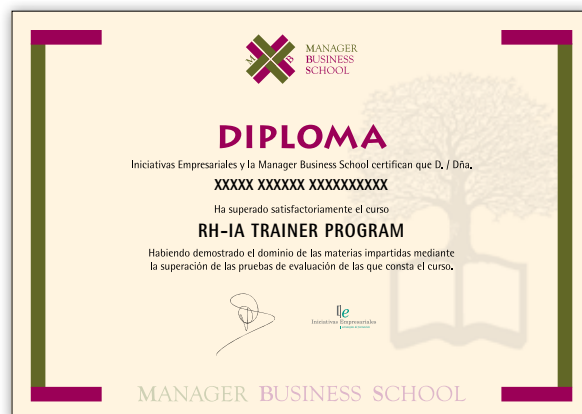 M B
MANAGER
BUSINESS
SCHOOL
DIPLOMA
Iniciativas Empresariales y la Manager Business School certifican que D. / Dña.
XXXXX XXXXXX XXXXXXXXXX
Ha superado satisfactoriamente el curso
RH-IA TRAINER PROGRAM
Habiendo demostrado el dominio de las materias impartidas mediante
la superación de las pruebas de evaluación de las que consta el curso.
Iniciativas Empresariales
MANAGER BUSINESS SCHOOL